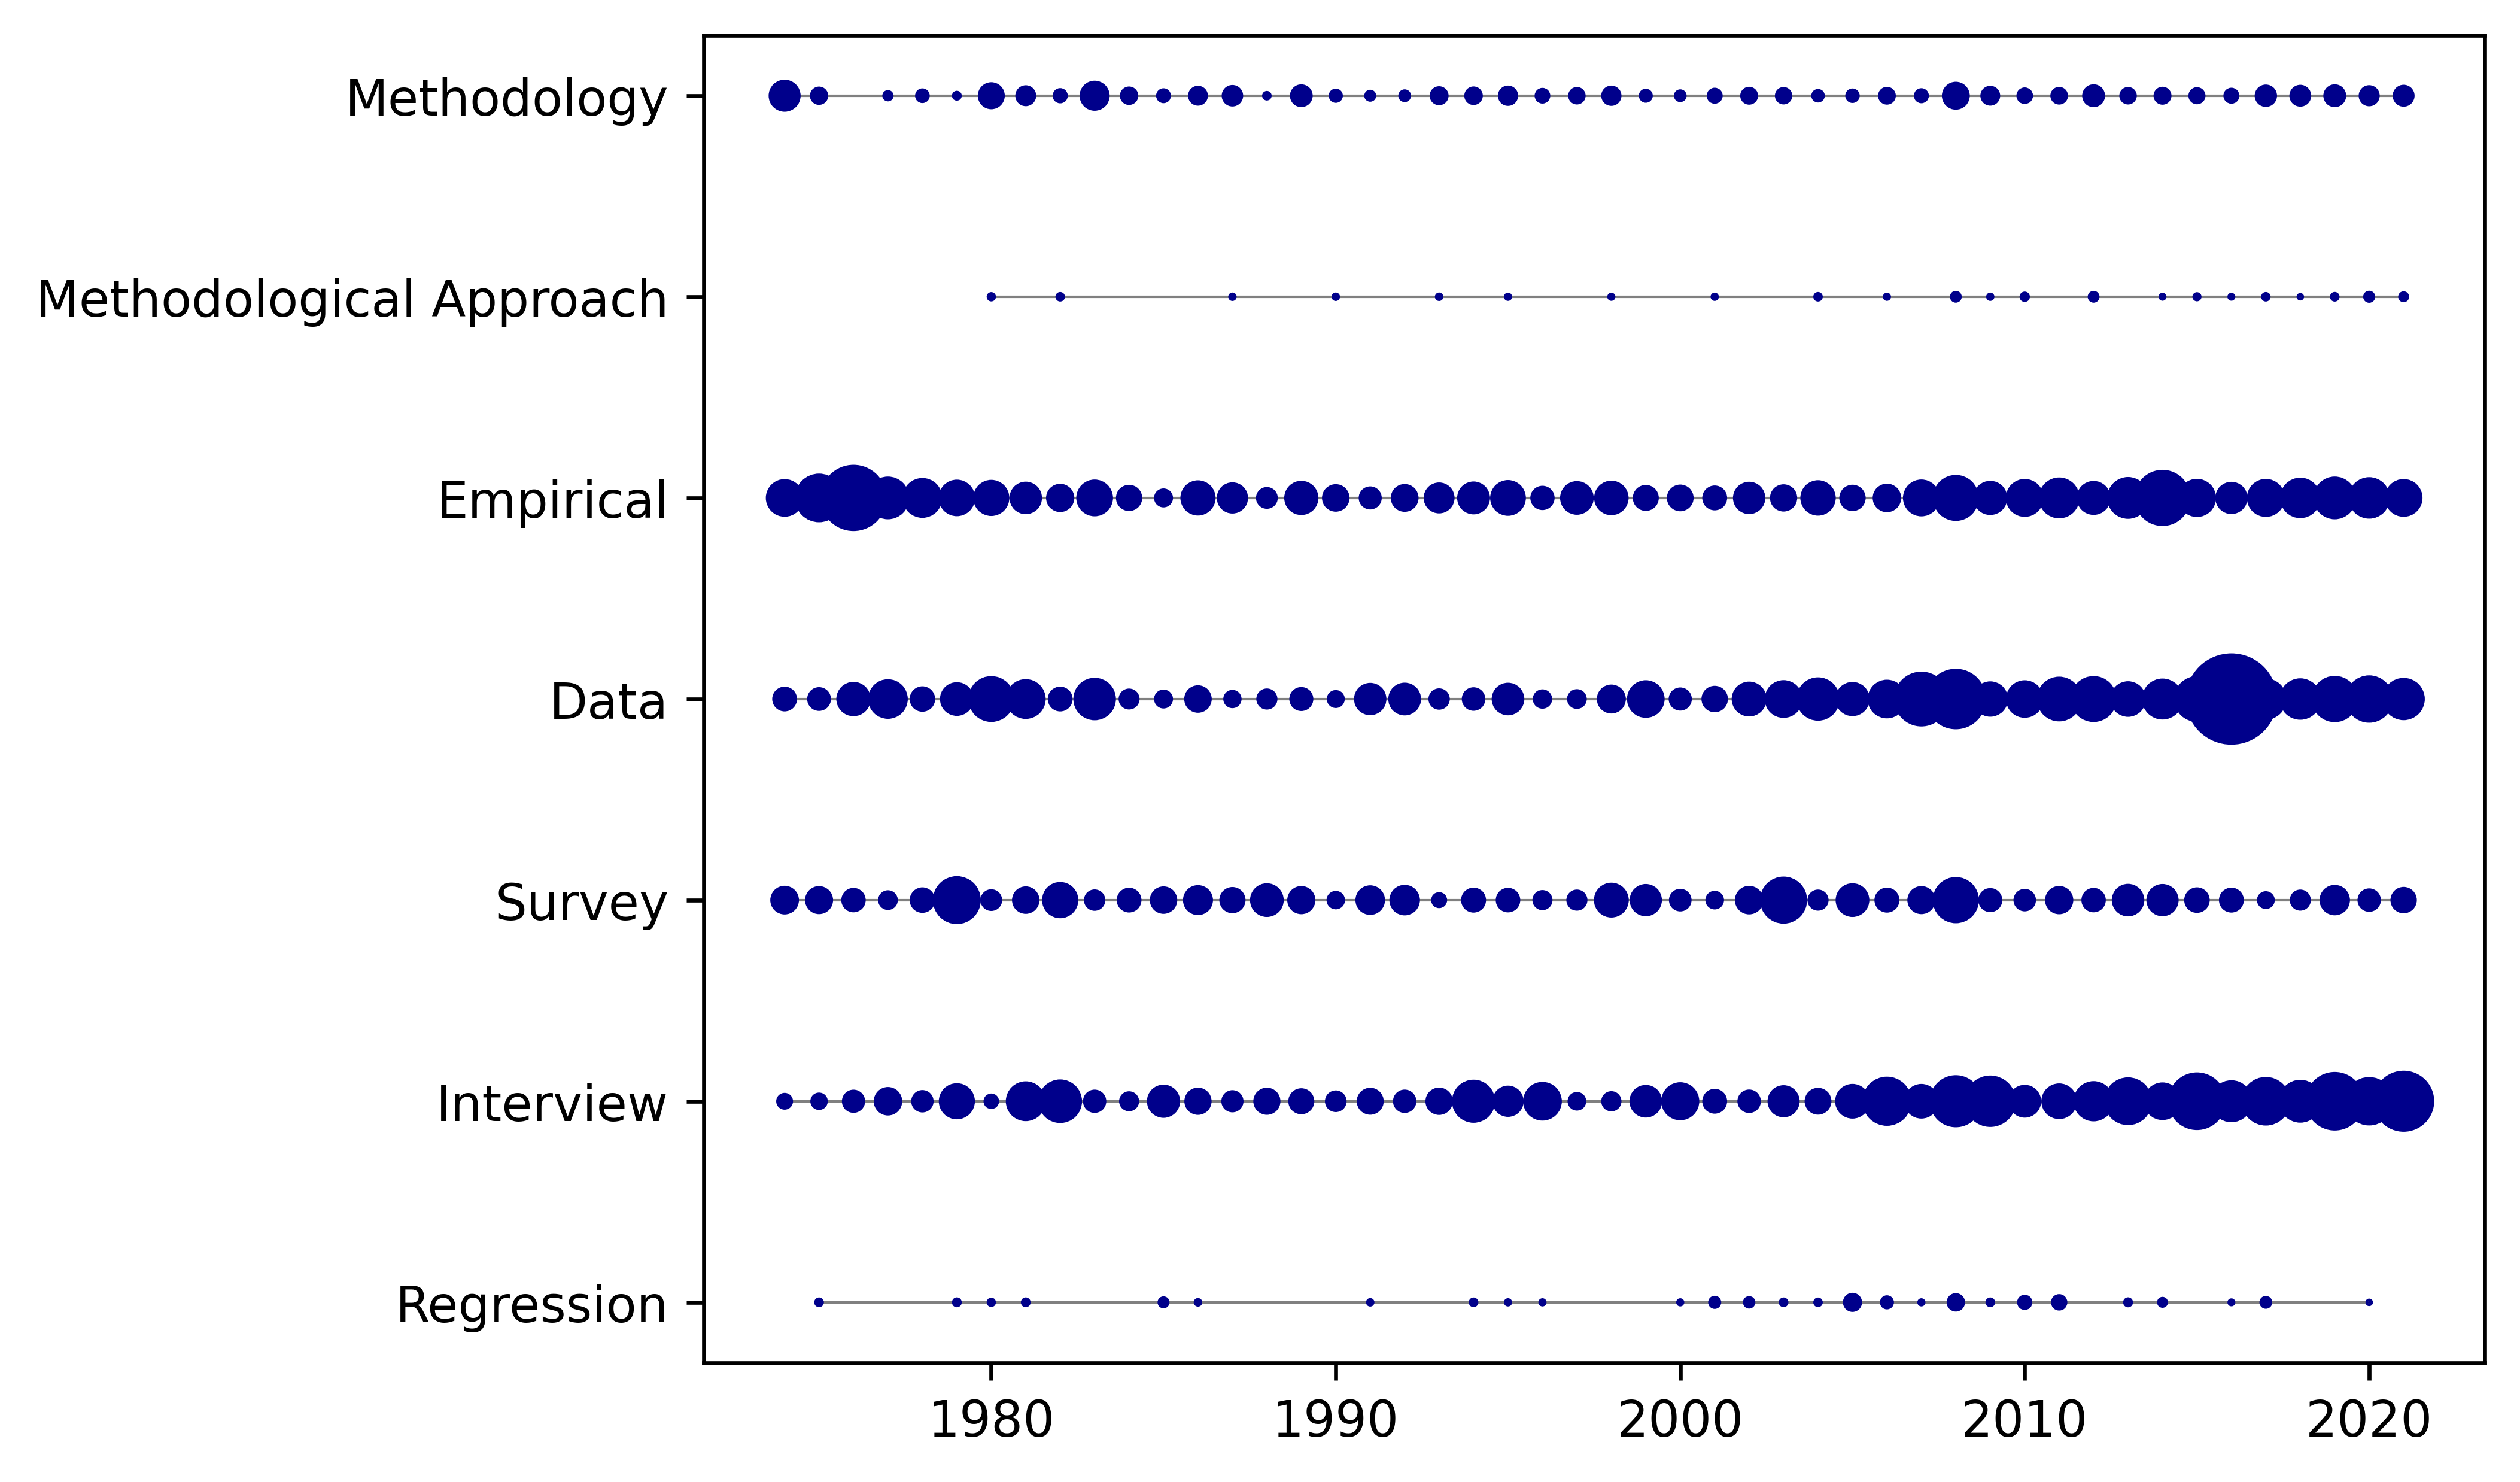 Methodology
Methodological Approach
Empirical
Data
Survey
Interview
Regression
1980 1990 2000 2010 2020